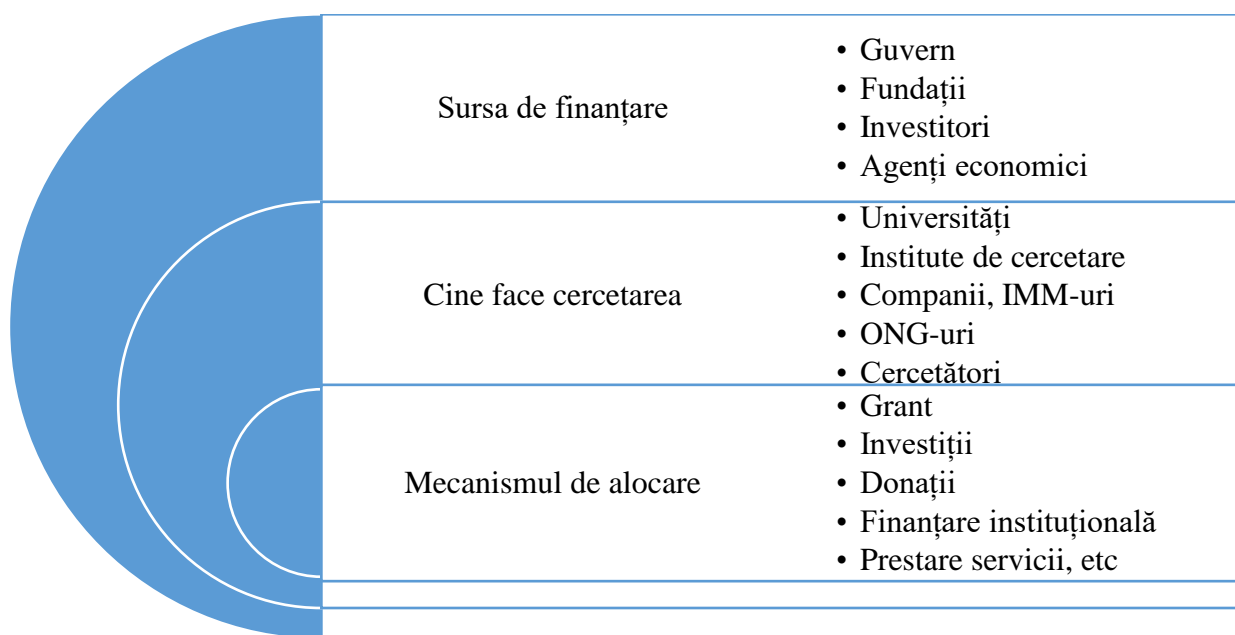 Sursa de finanțare
• Guvern
• Fundații
• Investitori
• Agenți economici
Cine face cercetarea
• Universități
• Institute de cercetare
• Companii, IMM-uri
• ONG-uri
• Cercetători
Mecanismul de alocare
• Grant
• Investiții
• Donații
• Finanțare instituțională
• Prestare servicii, etc